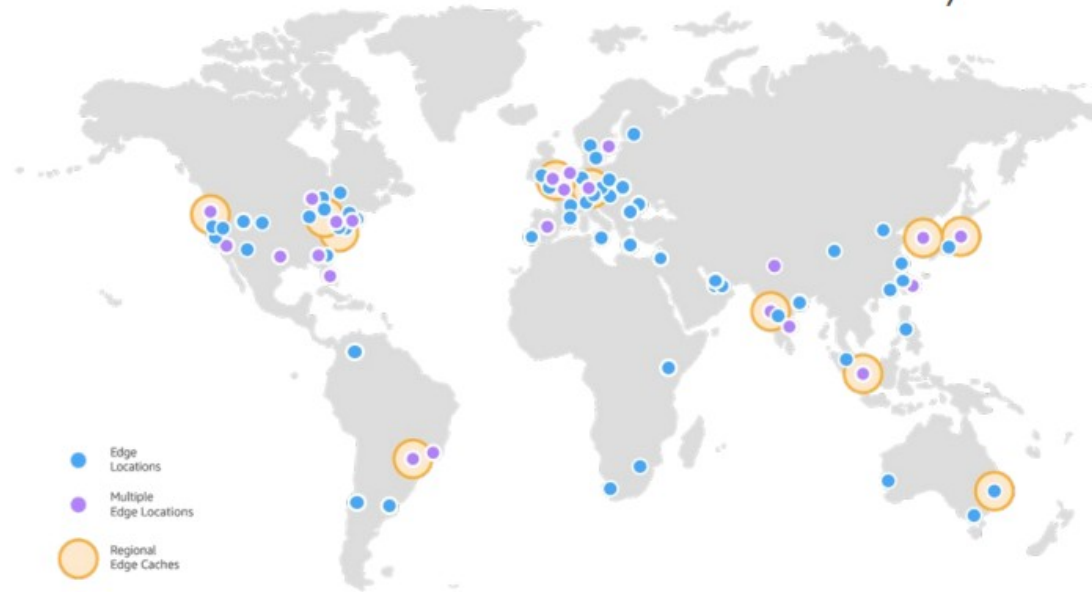 Edge
Locations
Multiple
Edge Locations
Regional
Edge Caches